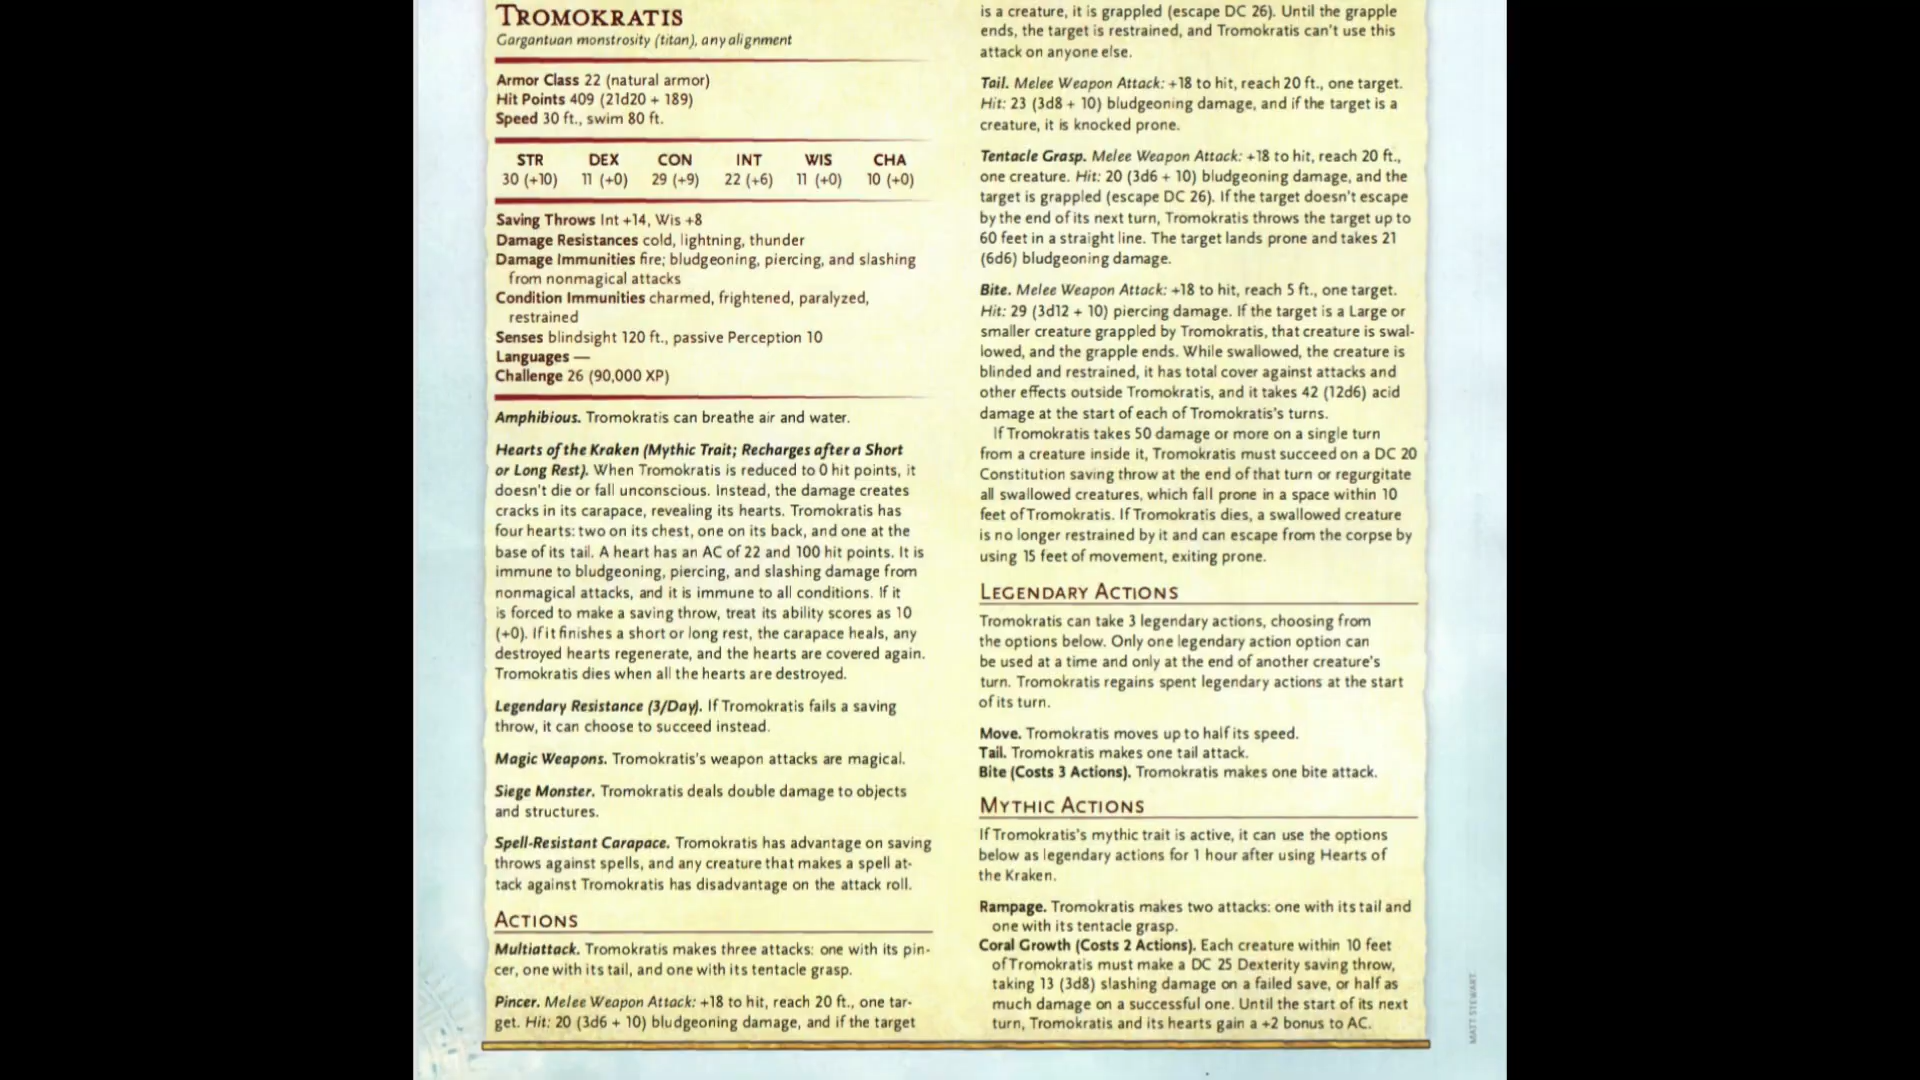 TROMOKRATIS
Gargantuan monstrosity (titan), any alignment
Armor Class 22 (natural armor)
Hit Points 409 (21d20 + 189)
Speed 30 ft., swim 80 ft.
STR DEX CON INT WIS CHA
30 (+10) 11 (+0) 29 (+9) 22 (+6) 11 (+0) 10 (+0)
Saving Throws Int +14, Wis +8
Damage Resistances cold, lightning, thunder
Damage Immunities fire; bludgeoning, piercing, and slashing
from nonmagical attacks
Condition Immunities charmed, frightened, paralyzed,
restrained
Senses blindsight 120 ft., passive Perception 10
Languages —
Challenge 26 (90,000 XP)
Amphibious. Tromokratis can breathe air and water.
Hearts of the Kraken (Mythic Trait; Recharges after a Short
or Long Rest). When Tromokratis is reduced to 0 hit points, it
doesn't die or fall unconscious. Instead, the damage creates
cracks in its carapace, revealing its hearts. Tromokratis has
four hearts: two on its chest, one on its back, and one at the
base of its tail. A heart has an AC of 22 and 100 hit points. It is
immune to bludgeoning, piercing, and slashing damage from
nonmagical attacks, and it is immune to all conditions. If it
is forced to make a saving throw, treat its ability scores as 10
(+0). If it finishes a short or long rest, the carapace heals, any
destroyed hearts regenerate, and the hearts are covered again.
Tromokratis dies when all the hearts are destroyed.
Legendary Resistance (3/Day). If Tromokratis fails a saving
throw, it can choose to succeed instead.
Magic Weapons. Tromokratis's weapon attacks are magical.
Siege Monster. Tromokratis deals double damage to objects
and structures.
Spell-Resistant Carapace. Tromokratis has advantage on saving
throws against spells, and any creature that makes a spell at-
tack against Tromokratis has disadvantage on the attack roll.
ACTIONS
Multiattack. Tromokratis makes three attacks: one with its pin-
cer, one with its tail, and one with its tentacle grasp.
Pincer. Melee Weapon Attack: +18 to hit, reach 20 ft., one tar-
get. Hit: 20 (3d6 + 10) bludgeoning damage, and if the target
is a creature, it is grappled (escape DC 26). Until the grapple
ends, the target is restrained, and Tromokratis can't use this
attack on anyone else.
Tail. Melee Weapon Attack: +18 to hit, reach 20 ft., one target.
Hit: 23 (3d8 + 10) bludgeoning damage, and if the target is a
creature, it is knocked prone.
Tentacle Grasp. Melee Weapon Attack: +18 to hit, reach 20 ft.,
one creature. Hit: 20 (3d6 + 10) bludgeoning damage, and the
target is grappled (escape DC 26). If the target doesn't escape
by the end of its next turn, Tromokratis throws the target up to
60 feet in a straight line. The target lands prone and takes 21
(6d6) bludgeoning damage.
Bite. Melee Weapon Attack: +18 to hit, reach 5 ft., one target.
Hit: 29 (3d12 + 10) piercing damage. If the target is a Large or
smaller creature grappled by Tromokratis, that creature is swal-
lowed, and the grapple ends. While swallowed, the creature is
blinded and restrained, it has total cover against attacks and
other effects outside Tromokratis, and it takes 42 (12d6) acid
damage at the start of each of Tromokratis's turns.
If Tromokratis takes 50 damage or more on a single turn
from a creature inside it, Tromokratis must succeed on a DC 20
Constitution saving throw at the end of that turn or regurgitate
all swallowed creatures, which fall prone in a space within 10
feet of Tromokratis. If Tromokratis dies, a swallowed creature
is no longer restrained by it and can escape from the corpse by
using 15 feet of movement, exiting prone.
LEGENDARY ACTIONS
Tromokratis can take 3 legendary actions, choosing from
the options below. Only one legendary action option can
be used at a time and only at the end of another creature's
turn. Tromokratis regains spent legendary actions at the start
of its turn.
Move. Tromokratis moves up to half its speed.
Tail. Tromokratis makes one tail attack.
Bite (Costs 3 Actions). Tromokratis makes one bite attack.
MYTHIC ACTIONS
If Tromokratis's mythic trait is active, it can use the options
below as legendary actions for 1 hour after using Hearts of
the Kraken.
Rampage. Tromokratis makes two attacks: one with its tail and
one with its tentacle grasp.
Coral Growth (Costs 2 Actions). Each creature within 10 feet
of Tromokratis must make a DC 25 Dexterity saving throw,
taking 13 (3d8) slashing damage on a failed save, or half as
much damage on a successful one. Until the start of its next
turn, Tromokratis and its hearts gain a +2 bonus to AC.
MATT STEWART